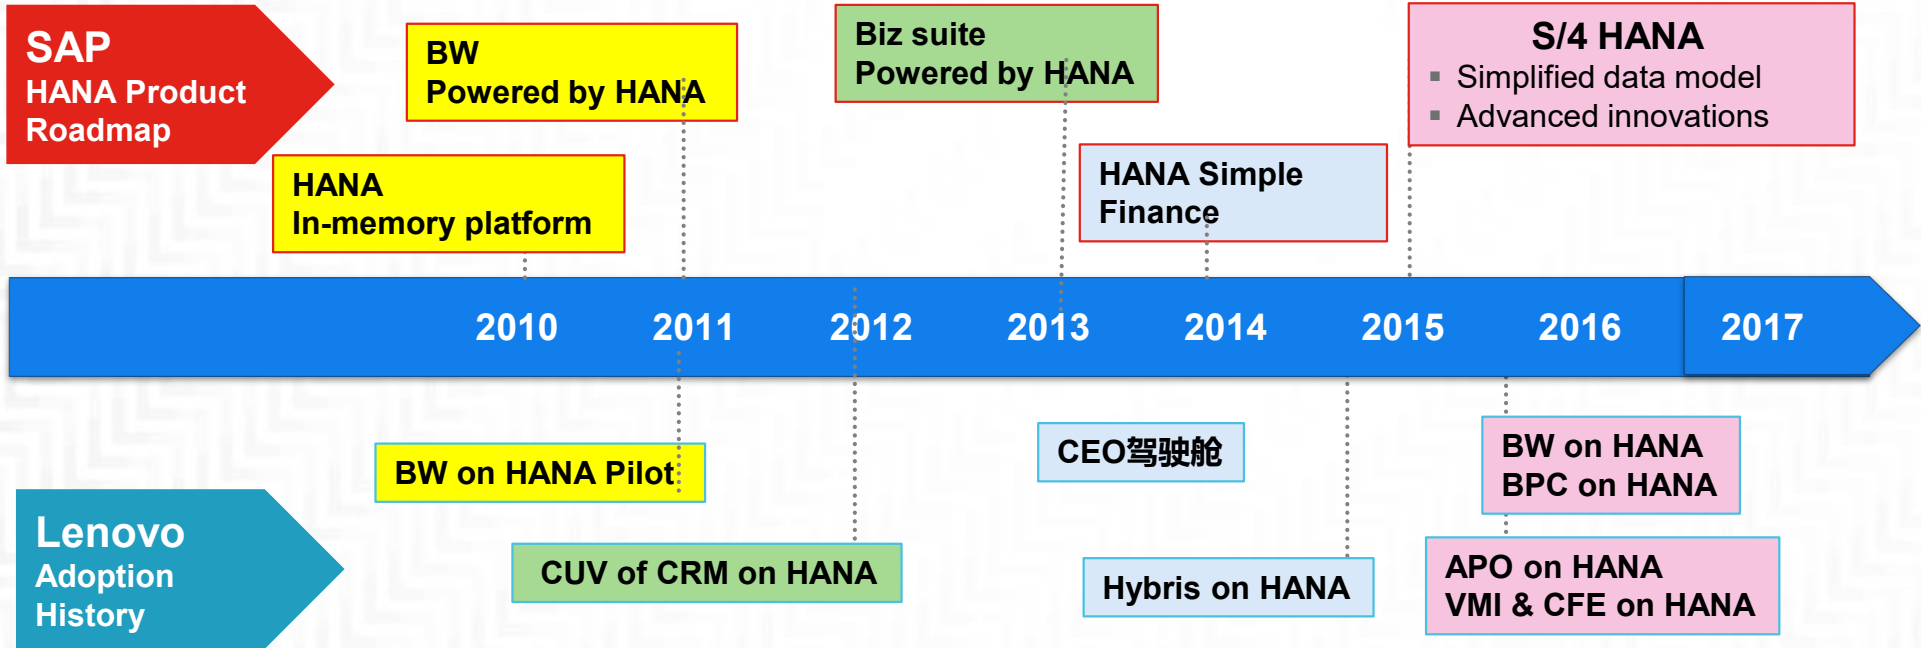 SAP
HANA Product
Roadmap
BW
Powered by HANA
HANA
In-memory platform
Biz suite
Powered by HANA
HANA Simple
Finance
S/4 HANA
▪ Simplified data model
▪ Advanced innovations
2010 2011 2012 2013 2014 2015 2016 2017
Lenovo
Adoption
History
BW on HANA Pilot
CUV of CRM on HANA
CEO驾驶舱
Hybris on HANA
BW on HANA
BPC on HANA
APO on HANA
VMI & CFE on HANA